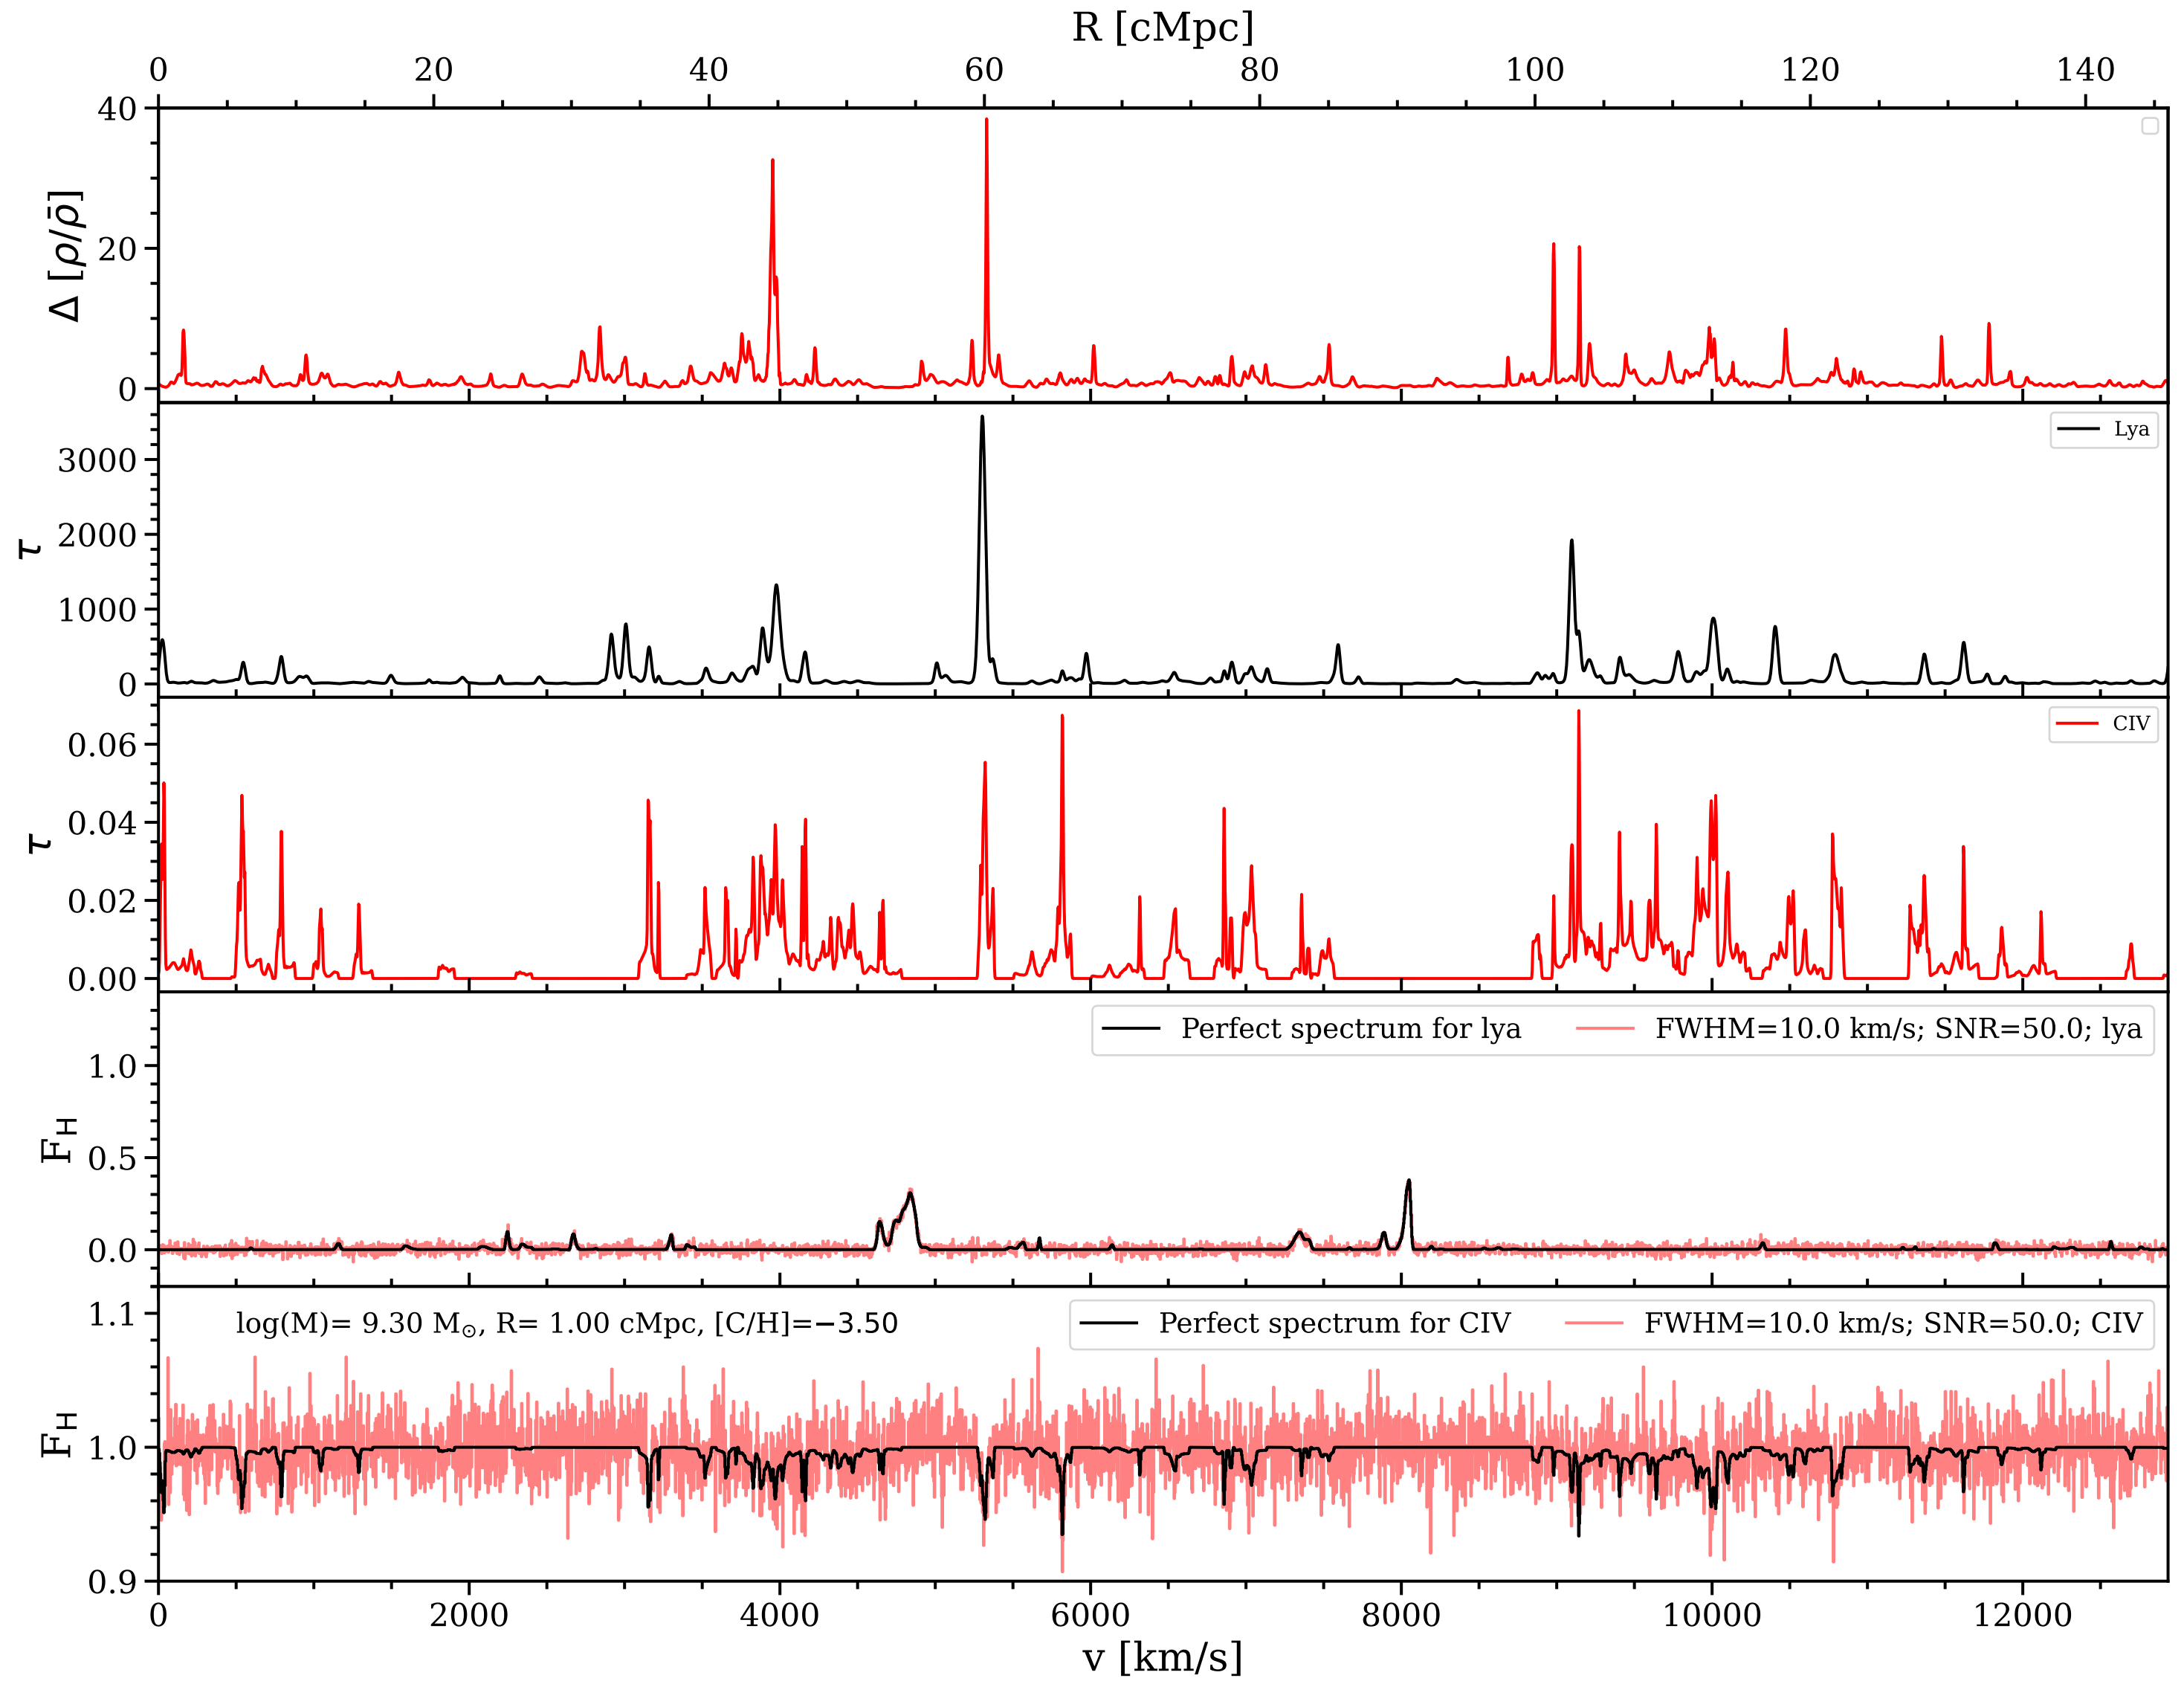 R [cMpc]
0 20 40 60 80 100 120 140
40
20
0
Δ [ρ/ρ̄]
Lya
3000
2000
1000
0
τ
CIV
0.06
0.04
0.02
0.00
τ
Perfect spectrum for lya FWHM=10.0 km/s; SNR=50.0; lya
1.0
0.5
0.0
F_H
log(M)= 9.30 M_⊙, R= 1.00 cMpc, [C/H]=−3.50 Perfect spectrum for CIV FWHM=10.0 km/s; SNR=50.0; CIV
1.1
1.0
0.9
F_H
0 2000 4000 6000 8000 10000 12000
v [km/s]